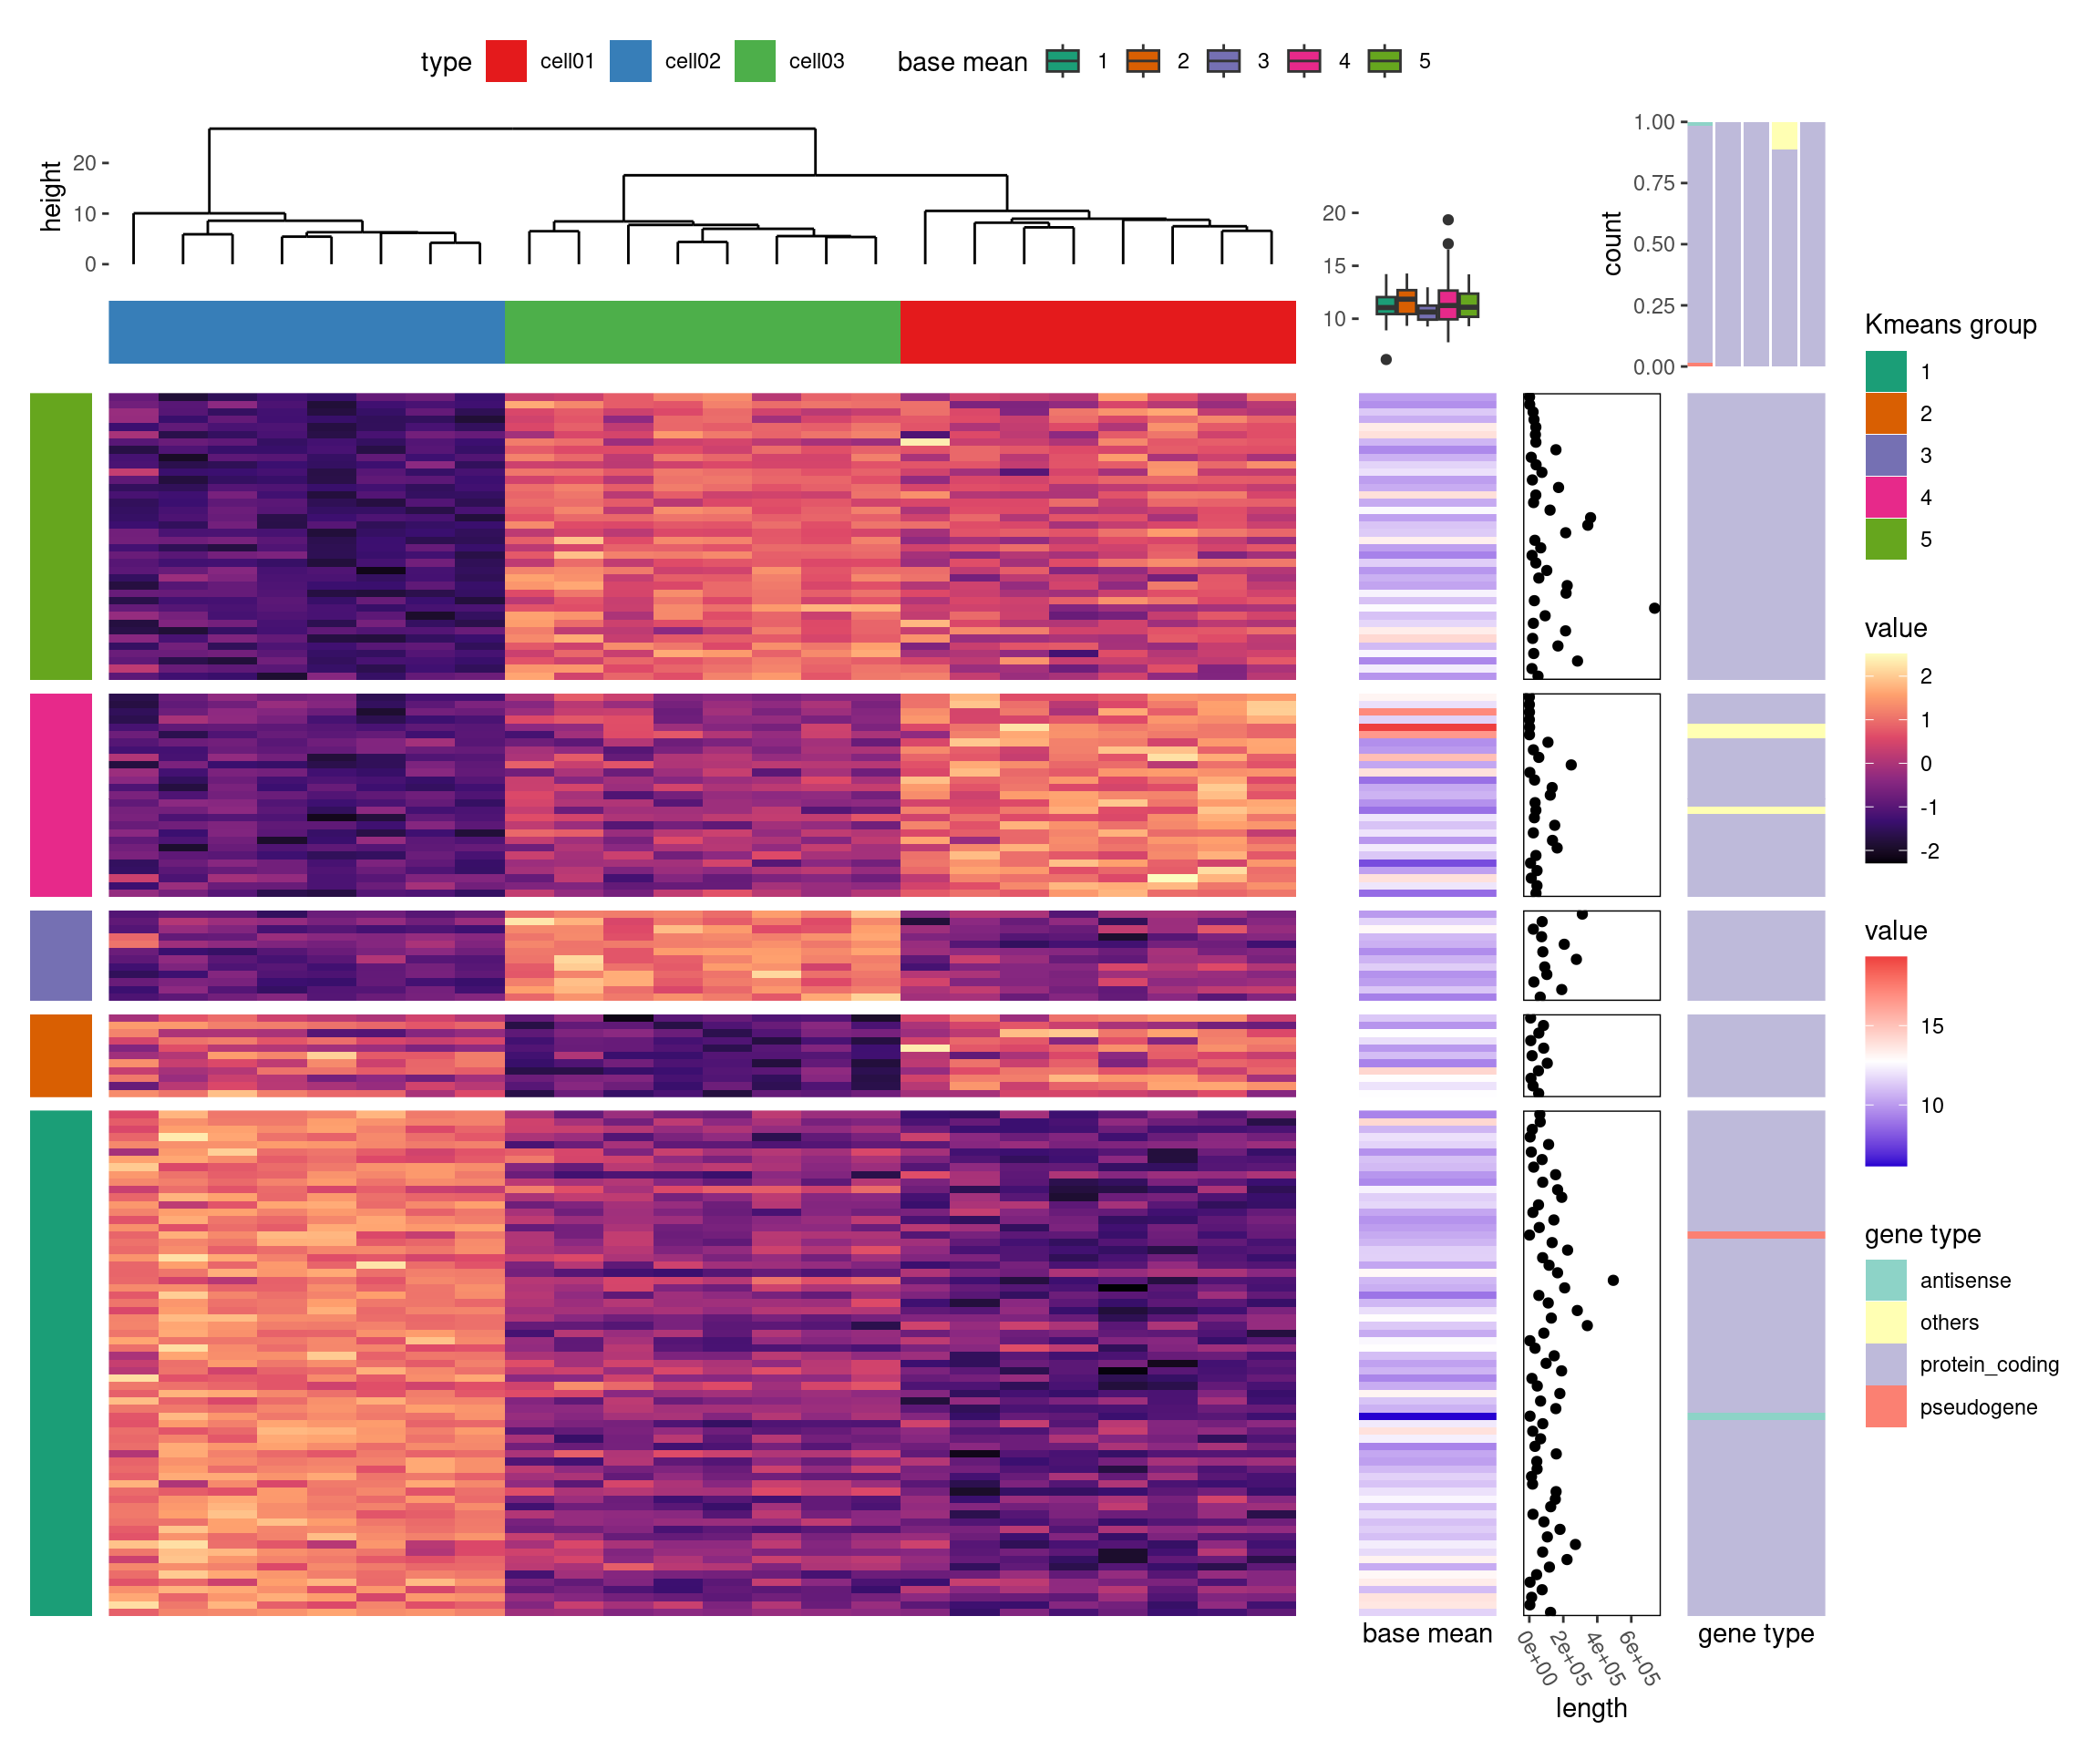 type cell01 cell02 cell03 base mean 1 2 3 4 5
height
20
10
0
20
15
10
count
1.00
0.75
0.50
0.25
0.00
Kmeans group
1
2
3
4
5
value
2
1
0
-1
-2
value
15
10
gene type
antisense
others
protein_coding
pseudogene
base mean
0e+00 2e+05 4e+05 6e+05
length
gene type